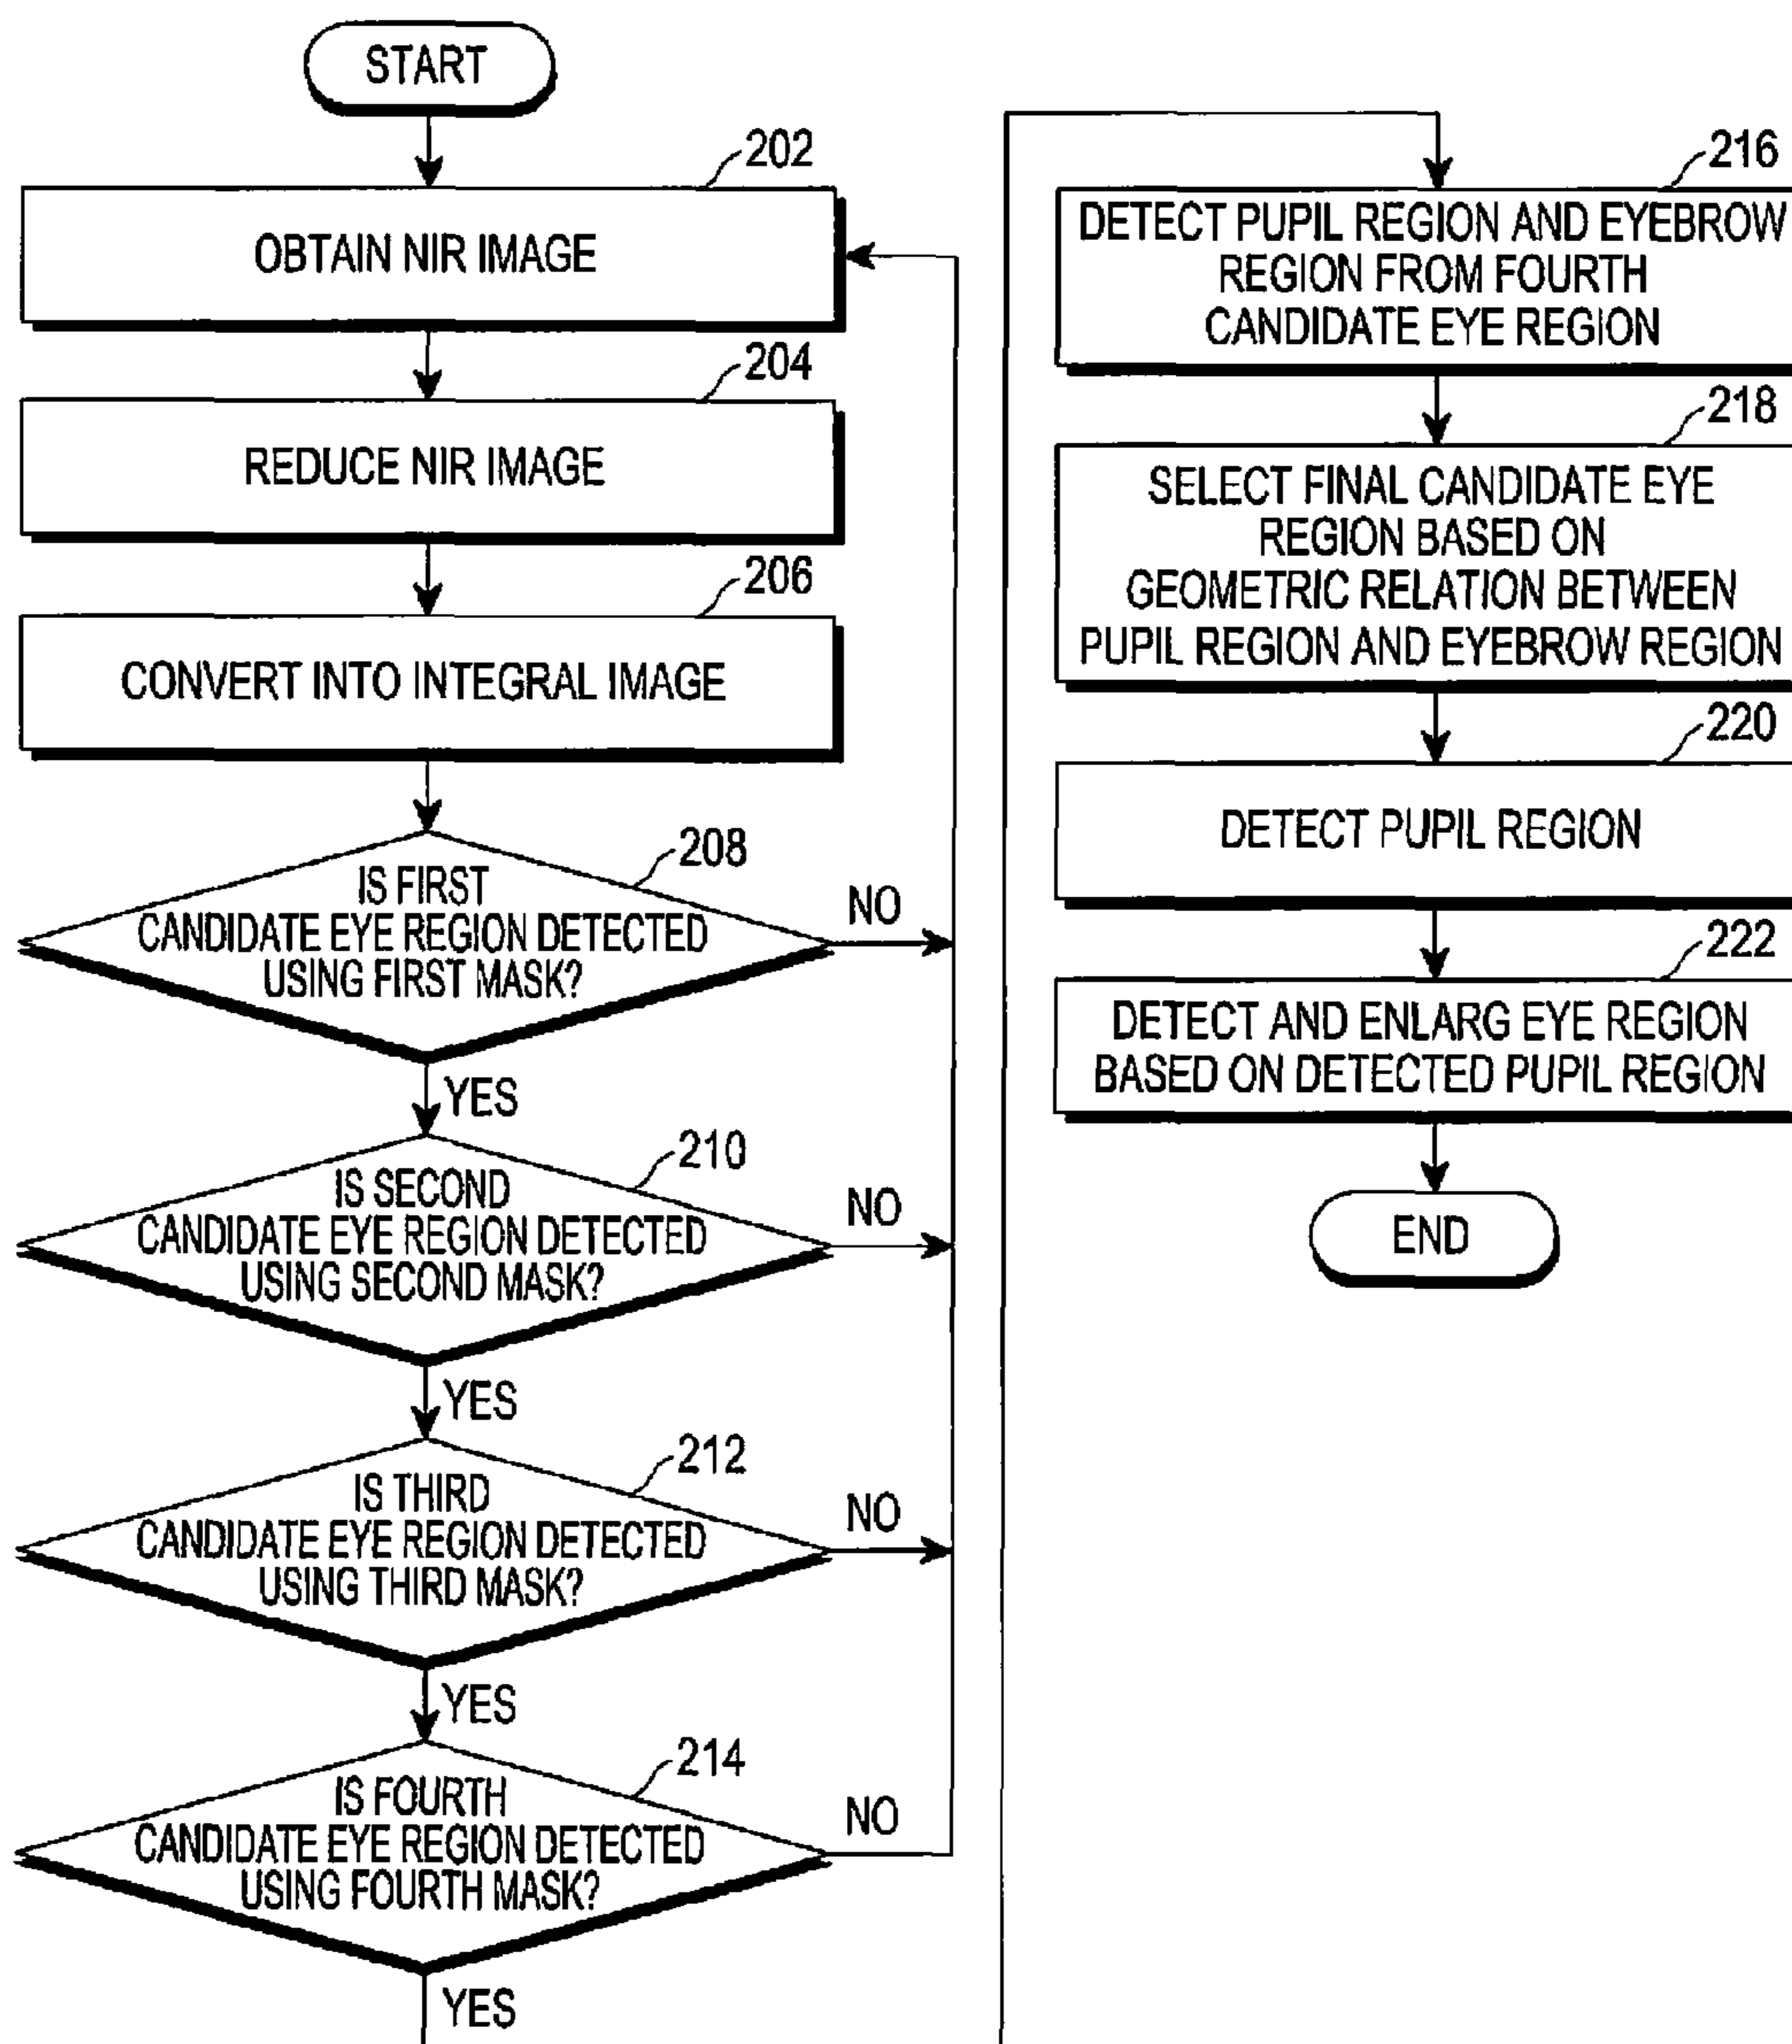 START
202
OBTAIN NIR IMAGE
204
REDUCE NIR IMAGE
206
CONVERT INTO INTEGRAL IMAGE
208
IS FIRST
CANDIDATE EYE REGION DETECTED
USING FIRST MASK?
NO
YES
210
IS SECOND
CANDIDATE EYE REGION DETECTED
USING SECOND MASK?
NO
YES
212
IS THIRD
CANDIDATE EYE REGION DETECTED
USING THIRD MASK?
NO
YES
214
IS FOURTH
CANDIDATE EYE REGION DETECTED
USING FOURTH MASK?
NO
YES
216
DETECT PUPIL REGION AND EYEBROW
REGION FROM FOURTH
CANDIDATE EYE REGION
218
SELECT FINAL CANDIDATE EYE
REGION BASED ON
GEOMETRIC RELATION BETWEEN
PUPIL REGION AND EYEBROW REGION
220
DETECT PUPIL REGION
222
DETECT AND ENLARG EYE REGION
BASED ON DETECTED PUPIL REGION
END